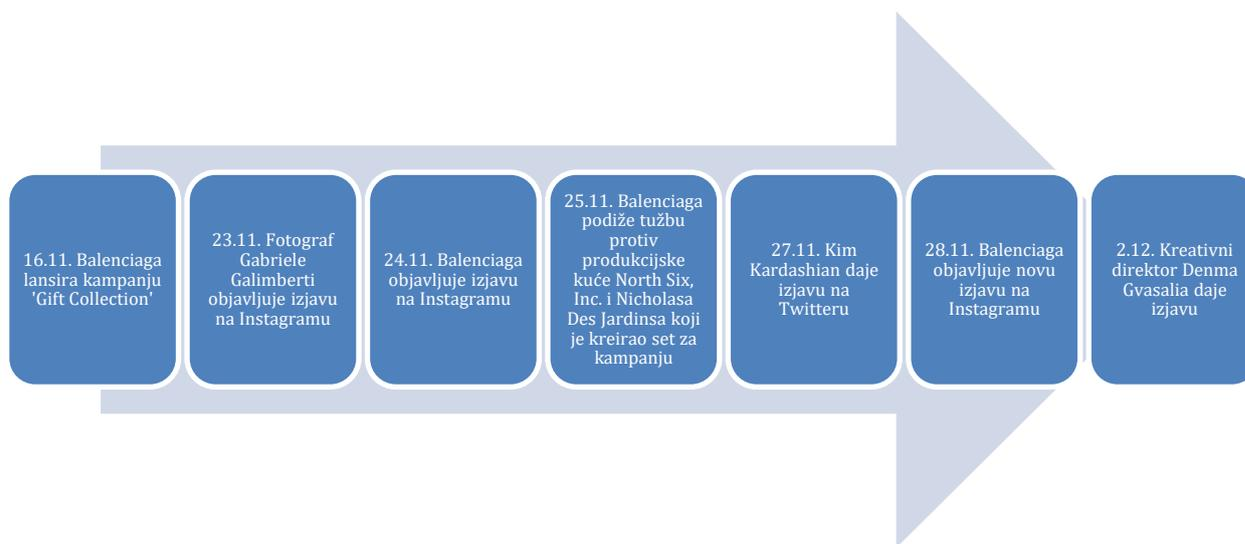 16.11. Balenciaga
lansira kampanju
'Gift Collection'
23.11. Fotograf
Gabriele
Galimberti
objavljuje izjavu
na Instagramu
24.11. Balenciaga
objavljuje izjavu
na Instagramu
25.11. Balenciaga
podiže tužbu
protiv
produkcijske
kuće North Six,
Inc. i Nicholasa
Des Jardinsa koji
je kreirao set za
kampanju
27.11. Kim
Kardashian daje
izjavu na
Twitteru
28.11. Balenciaga
objavljuje novu
izjavu na
Instagramu
2.12. Kreativni
direktor Denma
Gvasalia daje
izjavu